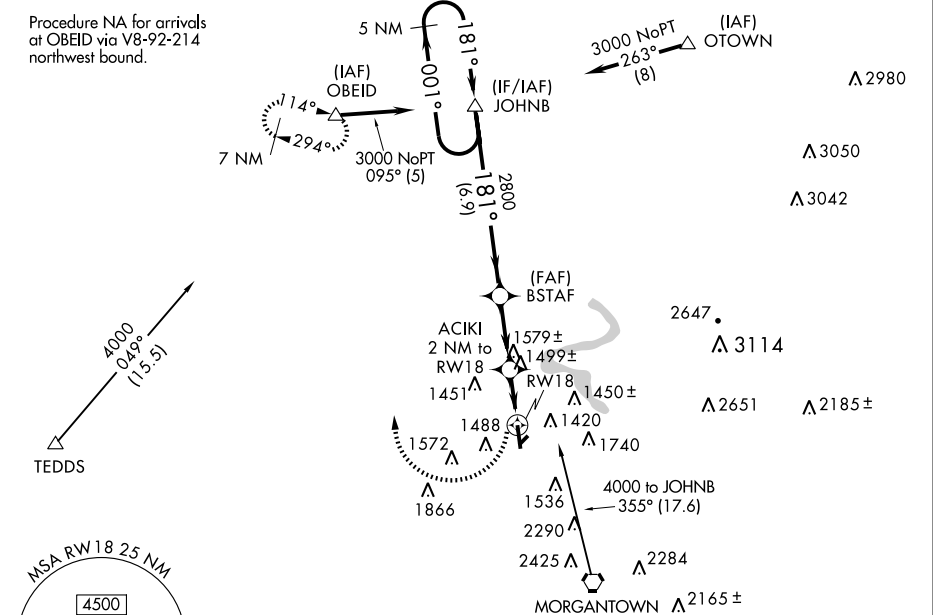 Procedure NA for arrivals
at OBEID via V8-92-214
northwest bound.
5 NM
181°
001°
(IAF)
OBEID
114°
294°
7 NM
3000 NoPT
095° (5)
(IF/IAF)
JOHNB
3000 NoPT
263°
(8)
(IAF)
OTOWN
2980
3050
3042
2800
181°
(6.9)
(FAF)
BSTAF
4000
049°
(15.5)
TEDDS
ACIKI
2 NM to
RW18
1579±
1499±
RW18
1451
1450±
1420
1740
1488
1572
1866
2647
3114
2651
2185±
1536
4000 to JOHNB
355° (17.6)
2290
2425
2284
MORGANTOWN
2165±
MSA RW18 25 NM
4500